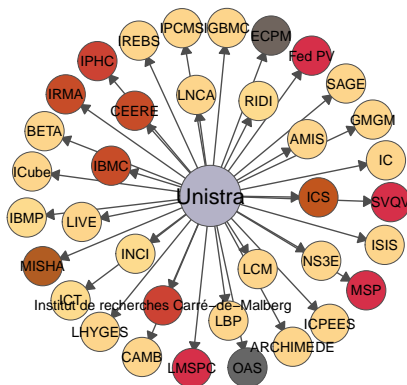 IPCMS
IGBMC
IREBS
ECPM
Fed PV
IPHC
SAGE
IRMA
CEERE
LNCA
RIDI
GMGM
BETA
AMIS
IBMC
IC
ICube
Unistra
ICS
SVQV
IBMP
LIVE
ISIS
INCI
NS3E
MISHA
LCM
MSP
ICT
Institut de recherches Carré-de-Malberg
LHYGES
LBP
ICPEES
ARCHIMEDE
CAMB
LMSPC
OAS